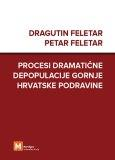 DRAGUTIN FELETAR
PETAR FELETAR
PROCESI DRAMATIČNE
DEPOPULACIJE GORNJE
HRVATSKE PODRAVINE